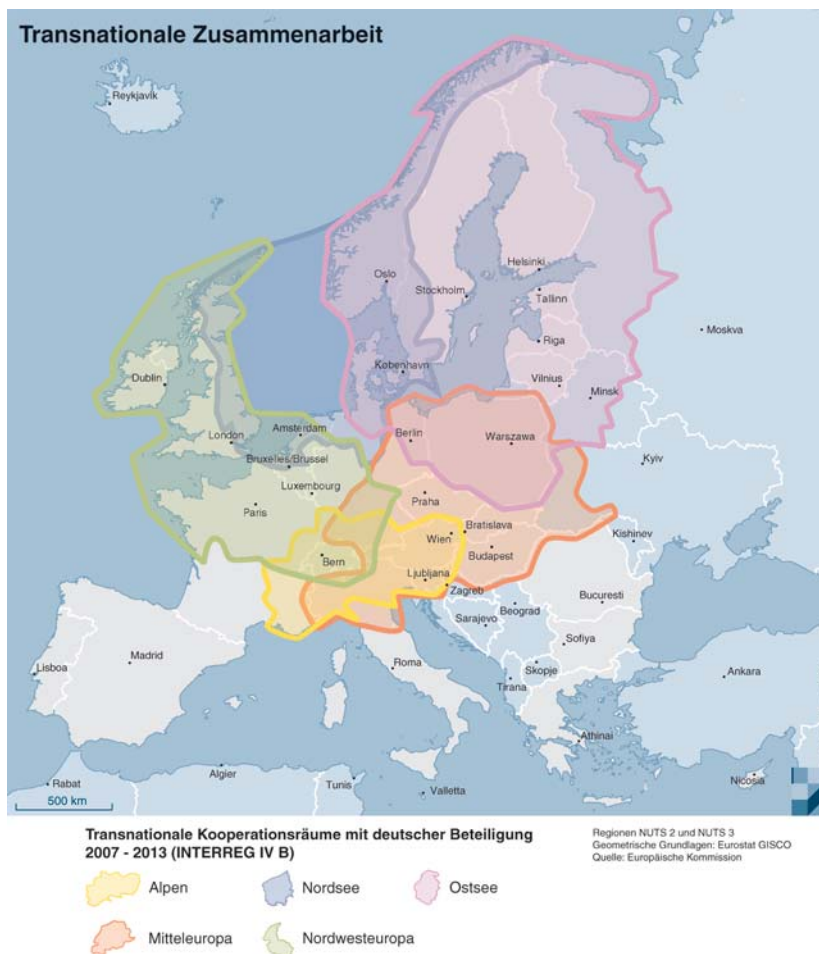 Transnationale Zusammenarbeit
Reykjavík
Oslo
Helsinki
Stockholm
Tallinn
Riga
Moskva
København
Vilnius
Minsk
Dublin
Amsterdam
London
Berlin
Warszawa
Bruxelles/Brussel
Kyiv
Luxembourg
Praha
Paris
Bratislava
Wien
Kishinev
Budapest
Bern
Ljubljana
Zagreb
Bucuresti
Beograd
Sarajevo
Sofiya
Madrid
Roma
Skopje
Lisboa
Tirana
Ankara
Athinai
Algier
Tunis
Rabat
Valletta
Nicosia
500 km
Transnationale Kooperationsräume mit deutscher Beteiligung
2007 - 2013 (INTERREG IV B)
Regionen NUTS 2 und NUTS 3
Geometrische Grundlagen: Eurostat GISCO
Quelle: Europäische Kommission
Alpen
Nordsee
Ostsee
Mitteleuropa
Nordwesteuropa